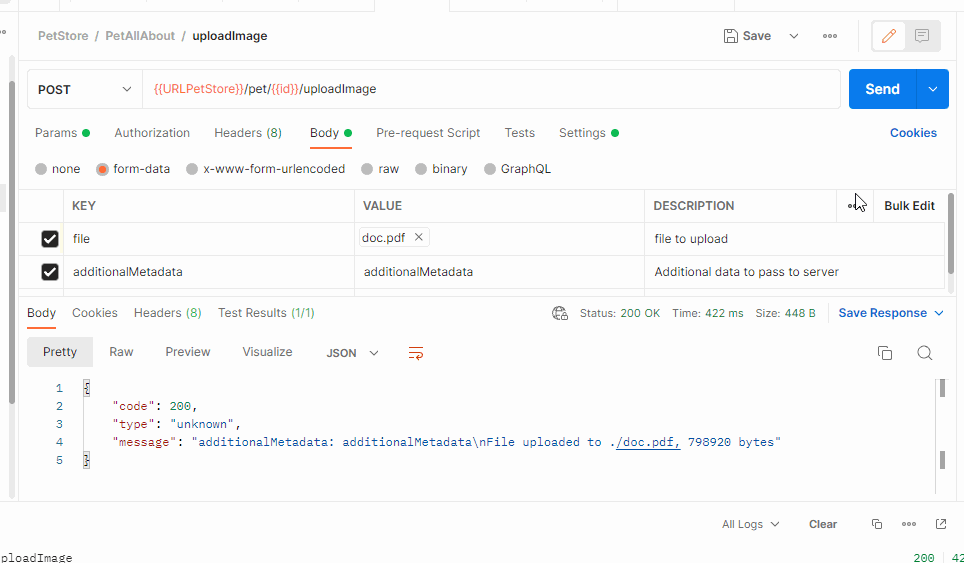 PetStore / PetAllAbout / uploadImage Save
POST {{URLPetStore}}/pet/{{id}}/uploadImage Send
Params Authorization Headers (8) Body Pre-request Script Tests Settings Cookies
none form-data x-www-form-urlencoded raw binary GraphQL
KEY VALUE DESCRIPTION Bulk Edit
file doc.pdf file to upload
additionalMetadata additionalMetadata Additional data to pass to server
Body Cookies Headers (8) Test Results (1/1) Status: 200 OK Time: 422 ms Size: 448 B Save Response
Pretty Raw Preview Visualize JSON
1 {
2 "code": 200,
3 "type": "unknown",
4 "message": "additionalMetadata: additionalMetadata\nFile uploaded to ./doc.pdf, 798920 bytes"
5 }
All Logs Clear
ploadImage 200 42